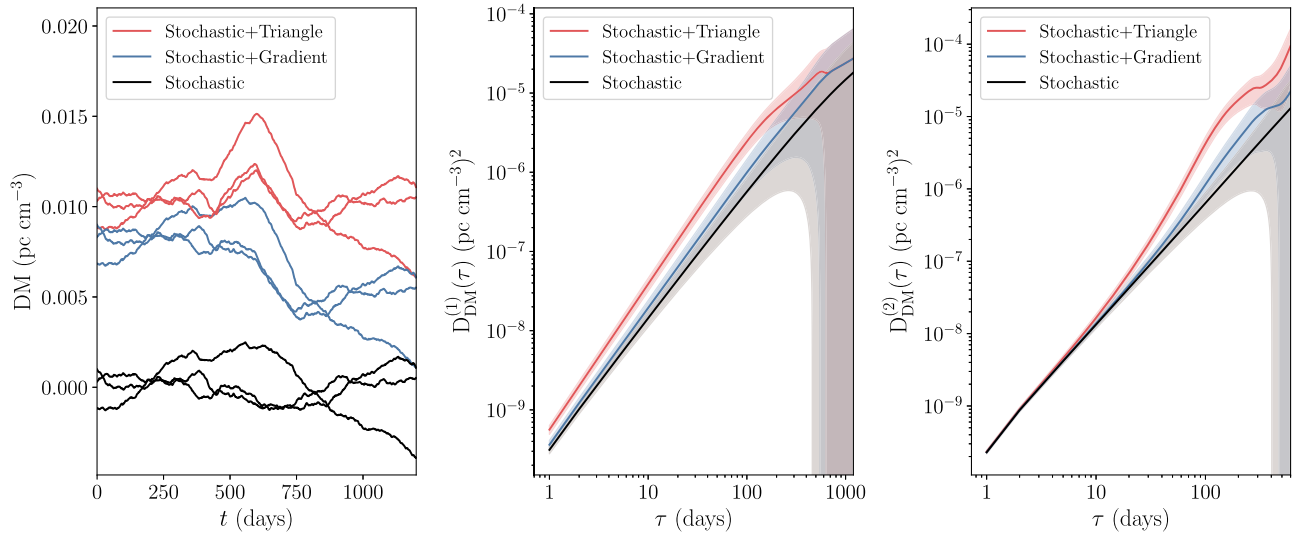 0.020
0.015
0.010
0.005
0.000
DM (pc cm⁻³)
0 250 500 750 1000
t (days)
Stochastic+Triangle
Stochastic+Gradient
Stochastic
10⁻⁵
10⁻⁶
10⁻⁷
10⁻⁸
10⁻⁹
D_DM^(1)(τ) (pc cm⁻³)²
1 10 100 1000
τ (days)
Stochastic+Triangle
Stochastic+Gradient
Stochastic
10⁻⁴
10⁻⁵
10⁻⁶
10⁻⁷
10⁻⁸
10⁻⁹
D_DM^(2)(τ) (pc cm⁻³)²
1 10 100
τ (days)
Stochastic+Triangle
Stochastic+Gradient
Stochastic